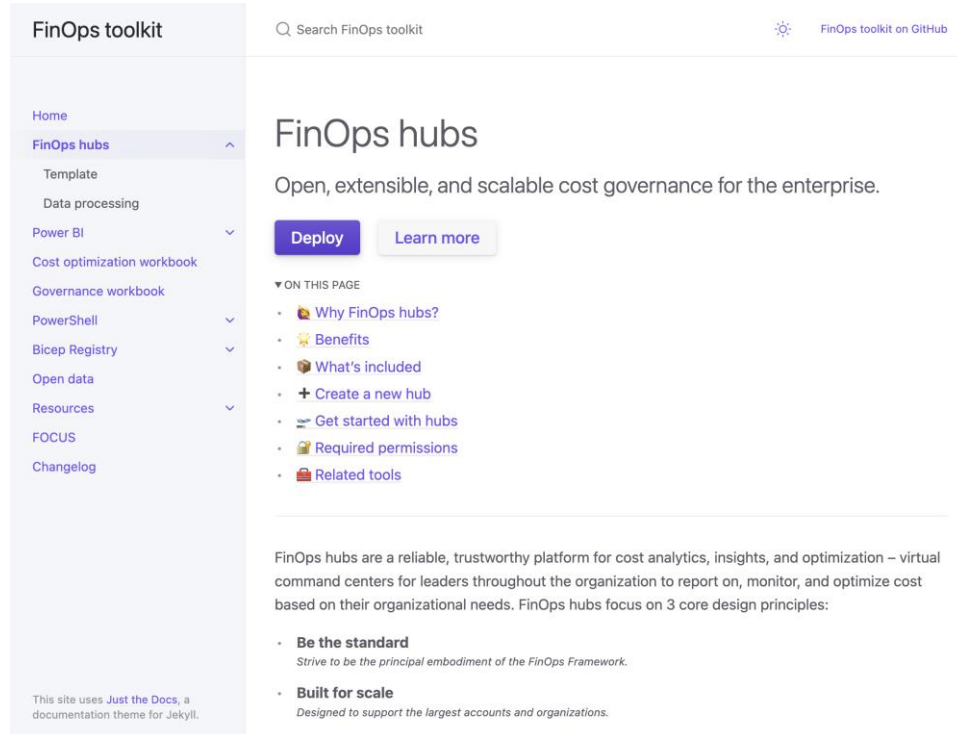 FinOps toolkit
Search FinOps toolkit
FinOps toolkit on GitHub
Home
FinOps hubs
Template
Data processing
Power BI
Cost optimization workbook
Governance workbook
PowerShell
Bicep Registry
Open data
Resources
FOCUS
Changelog
This site uses Just the Docs, a
documentation theme for Jekyll.
FinOps hubs
Open, extensible, and scalable cost governance for the enterprise.
Deploy
Learn more
▾ ON THIS PAGE
Why FinOps hubs?
Benefits
What's included
Create a new hub
Get started with hubs
Required permissions
Related tools
FinOps hubs are a reliable, trustworthy platform for cost analytics, insights, and optimization – virtual
command centers for leaders throughout the organization to report on, monitor, and optimize cost
based on their organizational needs. FinOps hubs focus on 3 core design principles:
Be the standard
Strive to be the principal embodiment of the FinOps Framework.
Built for scale
Designed to support the largest accounts and organizations.